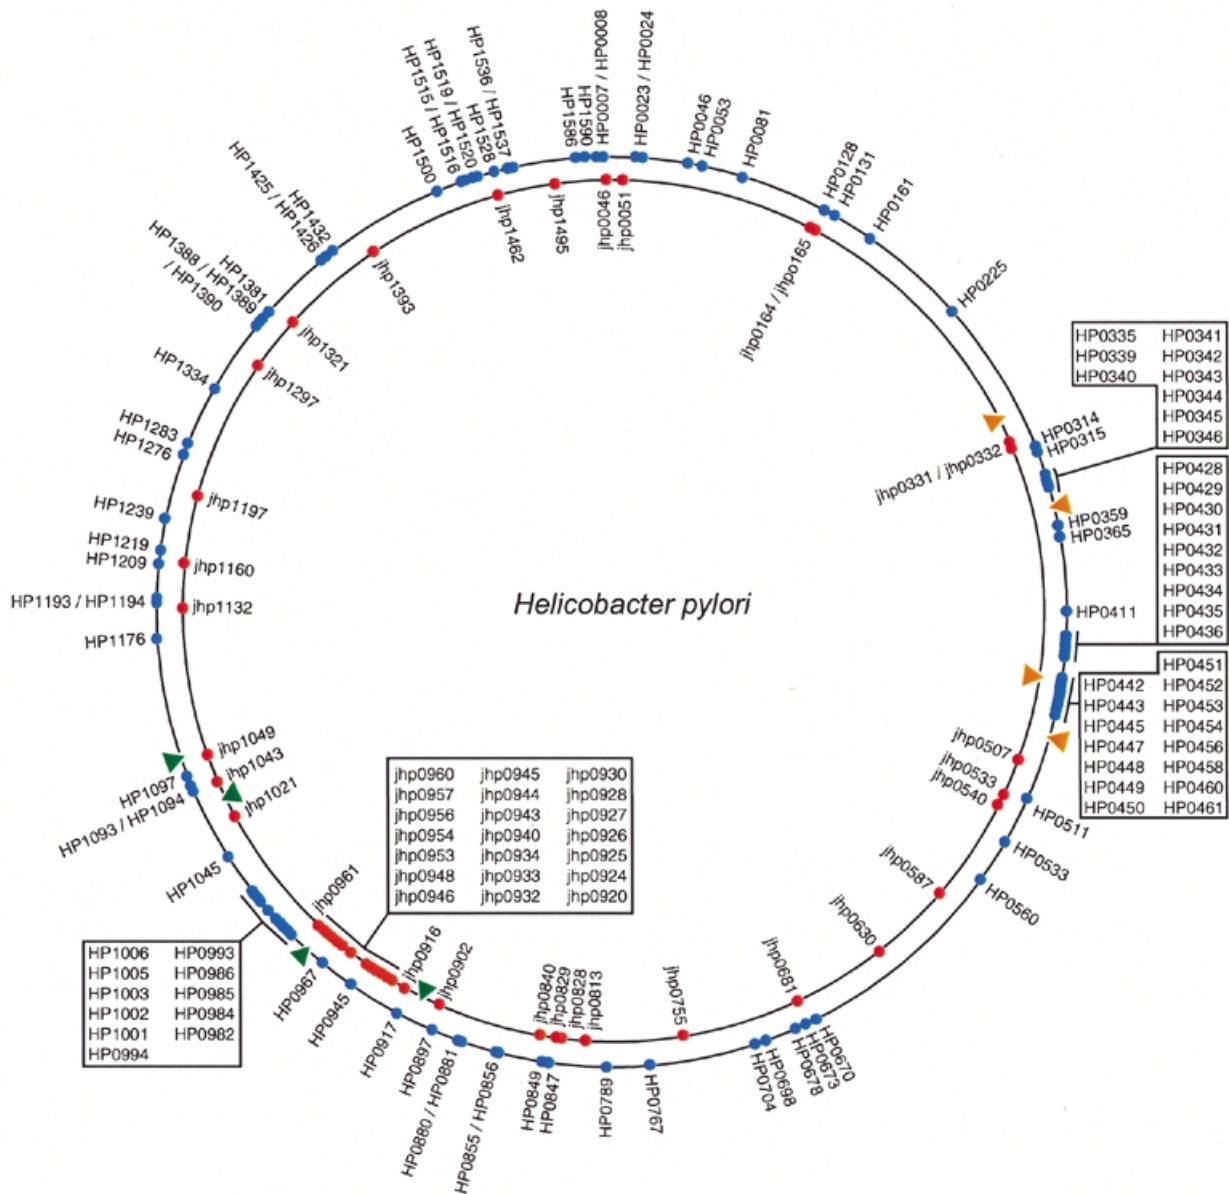 HP1500
HP1515 / HP1516
HP1519 / HP1520
HP1528
HP1536 / HP1537
HP1586
HP1590
HP0007 / HP0008
HP0023 / HP0024
HP0046
HP0053
HP0081
HP0128
HP0131
HP0161
HP0225
HP0314
HP0315
HP0335 HP0341
HP0339 HP0342
HP0340 HP0343
HP0344
HP0345
HP0346
HP0359
HP0365
HP0411
HP0428
HP0429
HP0430
HP0431
HP0432
HP0433
HP0434
HP0435
HP0436
HP0451
HP0442 HP0452
HP0443 HP0453
HP0445 HP0454
HP0447 HP0456
HP0448 HP0458
HP0449 HP0460
HP0450 HP0461
HP0511
HP0533
HP0560
HP0670
HP0673
HP0678
HP0698
HP0704
HP0767
HP0789
HP0847
HP0849
HP0855 / HP0856
HP0880 / HP0881
HP0897
HP0917
HP0945
HP0967
HP1006 HP0993
HP1005 HP0986
HP1003 HP0985
HP1002 HP0984
HP1001 HP0982
HP0994
HP1045
HP1093 / HP1094
HP1097
HP1176
HP1193 / HP1194
HP1209
HP1219
HP1239
HP1276
HP1283
HP1334
HP1388 / HP1389
/ HP1390
HP1381
HP1425 / HP1426
HP1432
jhp1462
jhp1495
jhp0046
jhp0051
jhp0164 / jhpo165
jhp0331 / jhp0332
jhp0507
jhp0533
jhp0540
jhp0587
jhp0630
jhp0681
jhp0755
jhp0813
jhp0828
jhp0829
jhp0840
jhp0902
jhp0916
jhp0960 jhp0945 jhp0930
jhp0957 jhp0944 jhp0928
jhp0956 jhp0943 jhp0927
jhp0954 jhp0940 jhp0926
jhp0953 jhp0934 jhp0925
jhp0948 jhp0933 jhp0924
jhp0946 jhp0932 jhp0920
jhp0961
jhp1021
jhp1043
jhp1049
jhp1132
jhp1160
jhp1197
jhp1297
jhp1321
jhp1393
Helicobacter pylori